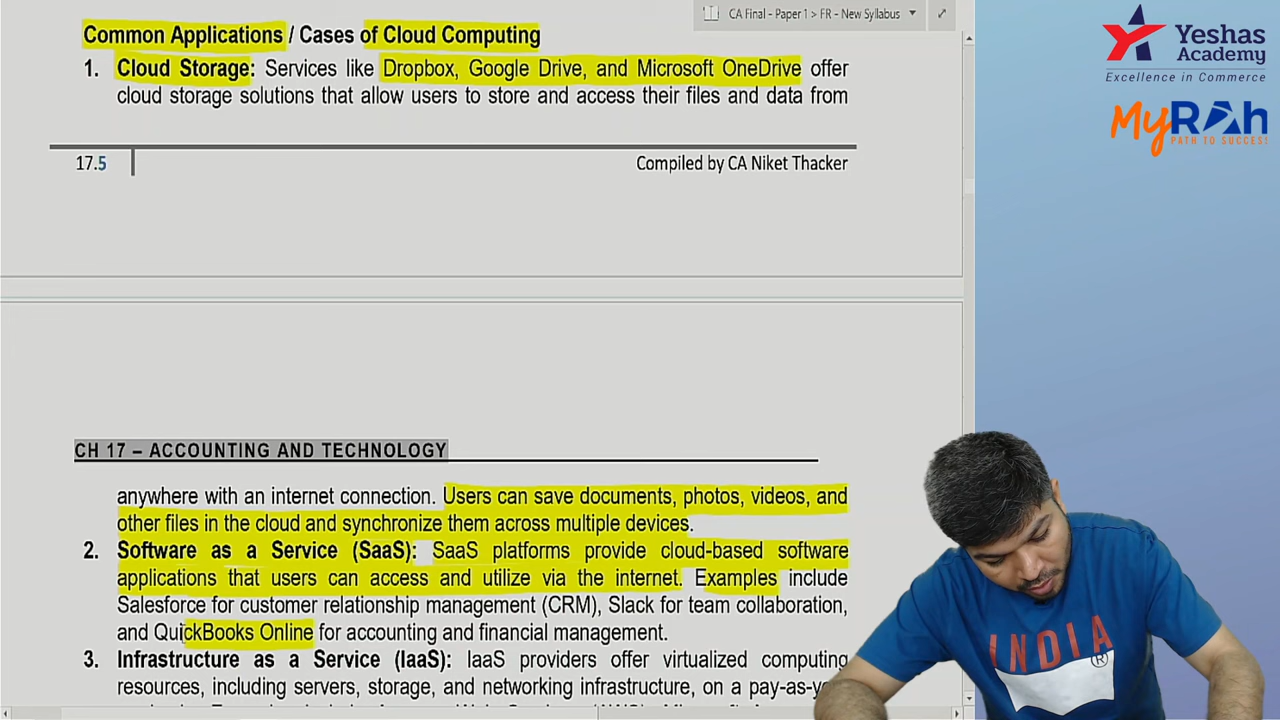 CA Final - Paper 1 > FR - New Syllabus
Yeshas
Academy
Excellence in Commerce
MyRAh
PATH TO SUCCESS
Common Applications / Cases of Cloud Computing
1. Cloud Storage: Services like Dropbox, Google Drive, and Microsoft OneDrive offer
cloud storage solutions that allow users to store and access their files and data from
17.5
Compiled by CA Niket Thacker
CH 17 – ACCOUNTING AND TECHNOLOGY
anywhere with an internet connection. Users can save documents, photos, videos, and
other files in the cloud and synchronize them across multiple devices.
2. Software as a Service (SaaS): SaaS platforms provide cloud-based software
applications that users can access and utilize via the internet. Examples include
Salesforce for customer relationship management (CRM), Slack for team collaboration,
and QuickBooks Online for accounting and financial management.
3. Infrastructure as a Service (IaaS): IaaS providers offer virtualized computing
resources, including servers, storage, and networking infrastructure, on a
INDIA